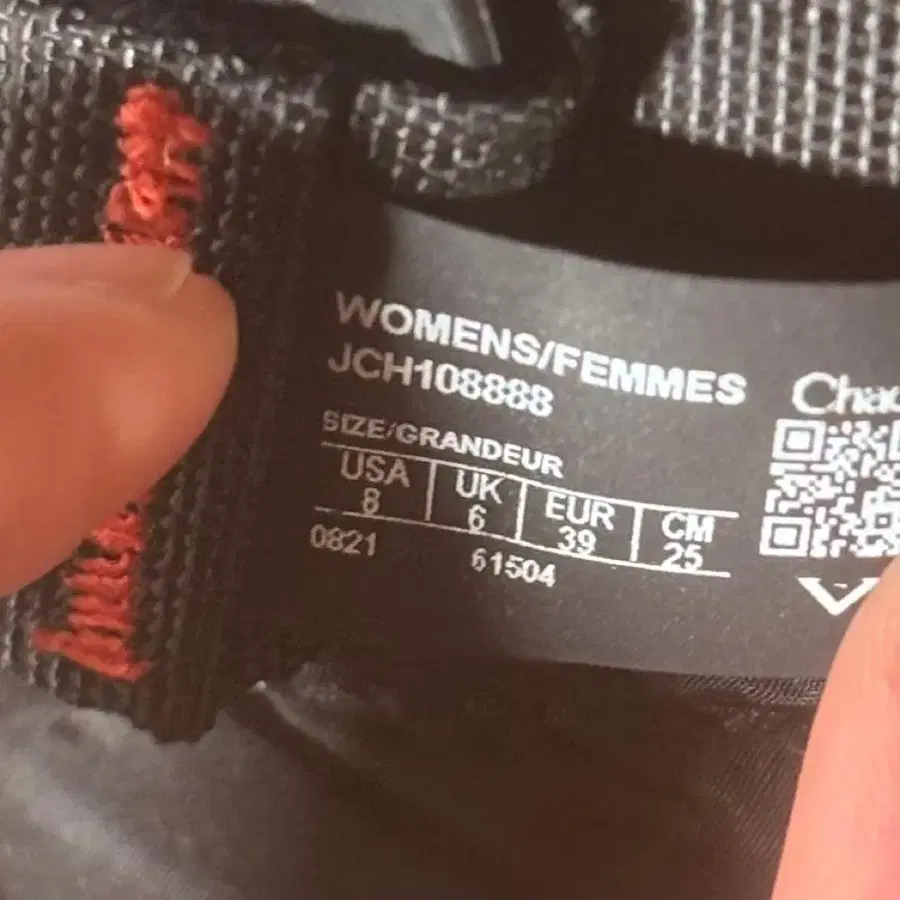 WOMENS/FEMMES
JCH108888
SIZE/GRANDEUR
USA UK EUR CM
8 6 39 25
0821 61504